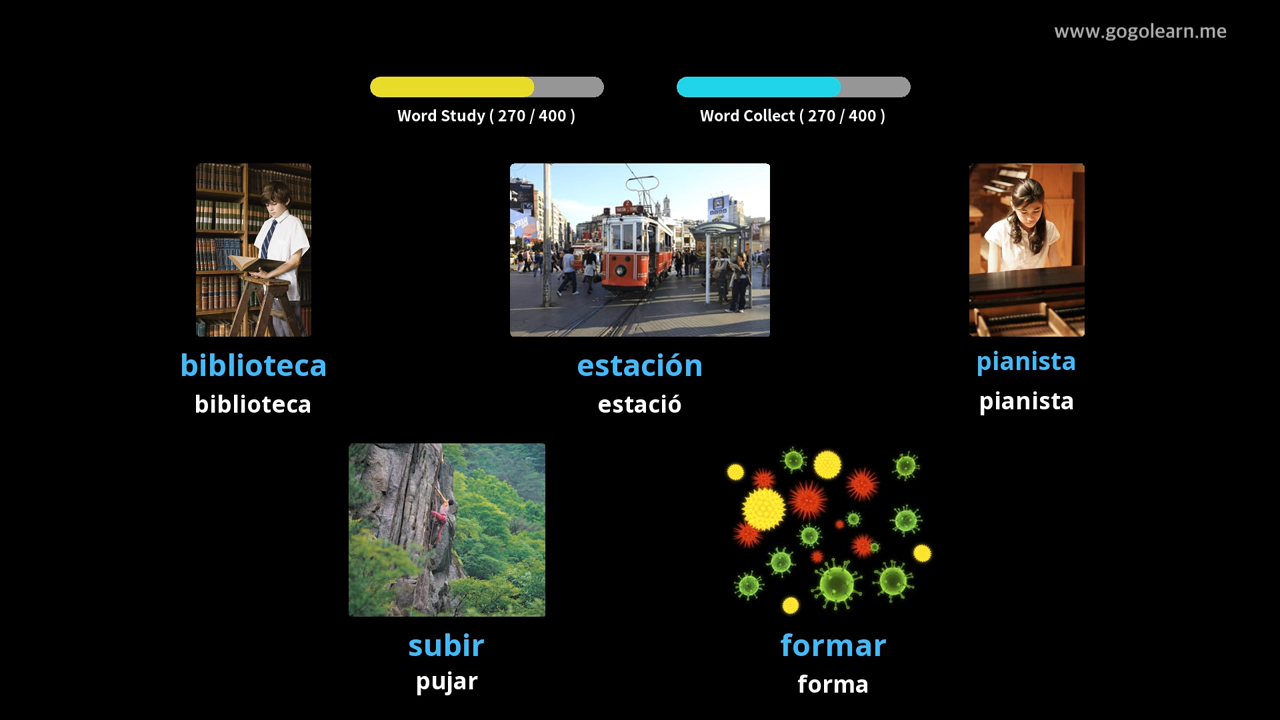 www.gogolearn.me
Word Study ( 270 / 400 )
Word Collect ( 270 / 400 )
biblioteca
biblioteca
estación
estació
pianista
pianista
subir
pujar
formar
forma